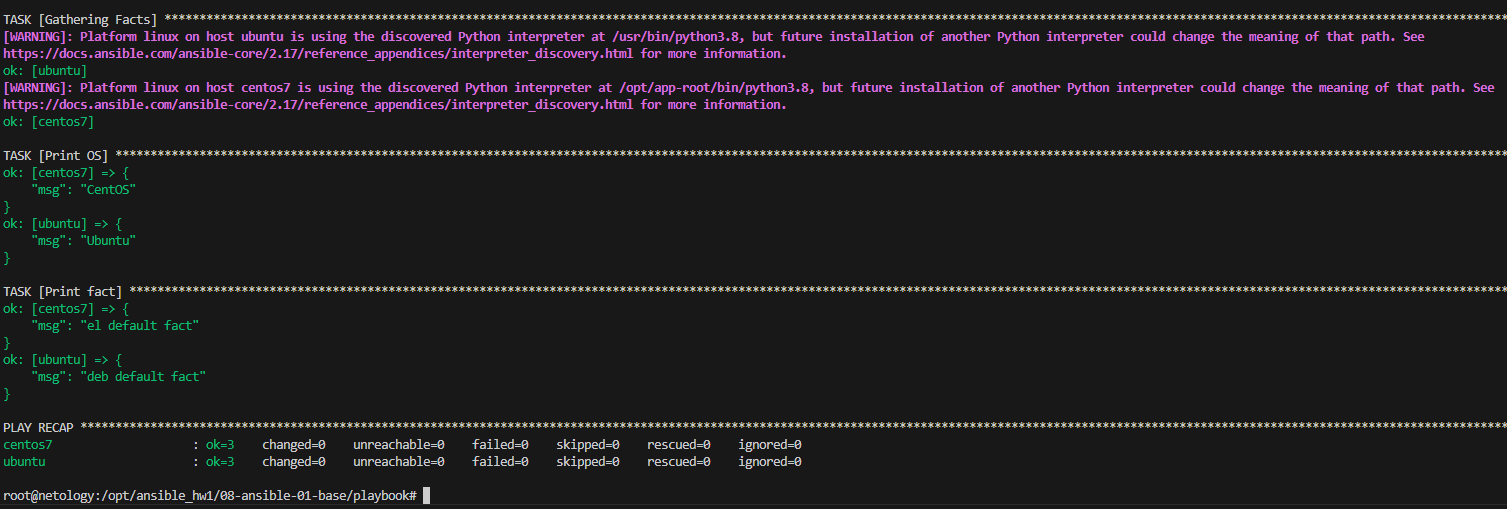 TASK [Gathering Facts] ****************************************************************************************************************************************************************************************
[WARNING]: Platform linux on host ubuntu is using the discovered Python interpreter at /usr/bin/python3.8, but future installation of another Python interpreter could change the meaning of that path. See
https://docs.ansible.com/ansible-core/2.17/reference_appendices/interpreter_discovery.html for more information.
ok: [ubuntu]
[WARNING]: Platform linux on host centos7 is using the discovered Python interpreter at /opt/app-root/bin/python3.8, but future installation of another Python interpreter could change the meaning of that path. See
https://docs.ansible.com/ansible-core/2.17/reference_appendices/interpreter_discovery.html for more information.
ok: [centos7]
TASK [Print OS] ***********************************************************************************************************************************************************************************************
ok: [centos7] => {
    "msg": "CentOS"
}
ok: [ubuntu] => {
    "msg": "Ubuntu"
}
TASK [Print fact] *********************************************************************************************************************************************************************************************
ok: [centos7] => {
    "msg": "el default fact"
}
ok: [ubuntu] => {
    "msg": "deb default fact"
}
PLAY RECAP ****************************************************************************************************************************************************************************************************
centos7                    : ok=3    changed=0    unreachable=0    failed=0    skipped=0    rescued=0    ignored=0
ubuntu                     : ok=3    changed=0    unreachable=0    failed=0    skipped=0    rescued=0    ignored=0
root@netology:/opt/ansible_hw1/08-ansible-01-base/playbook#